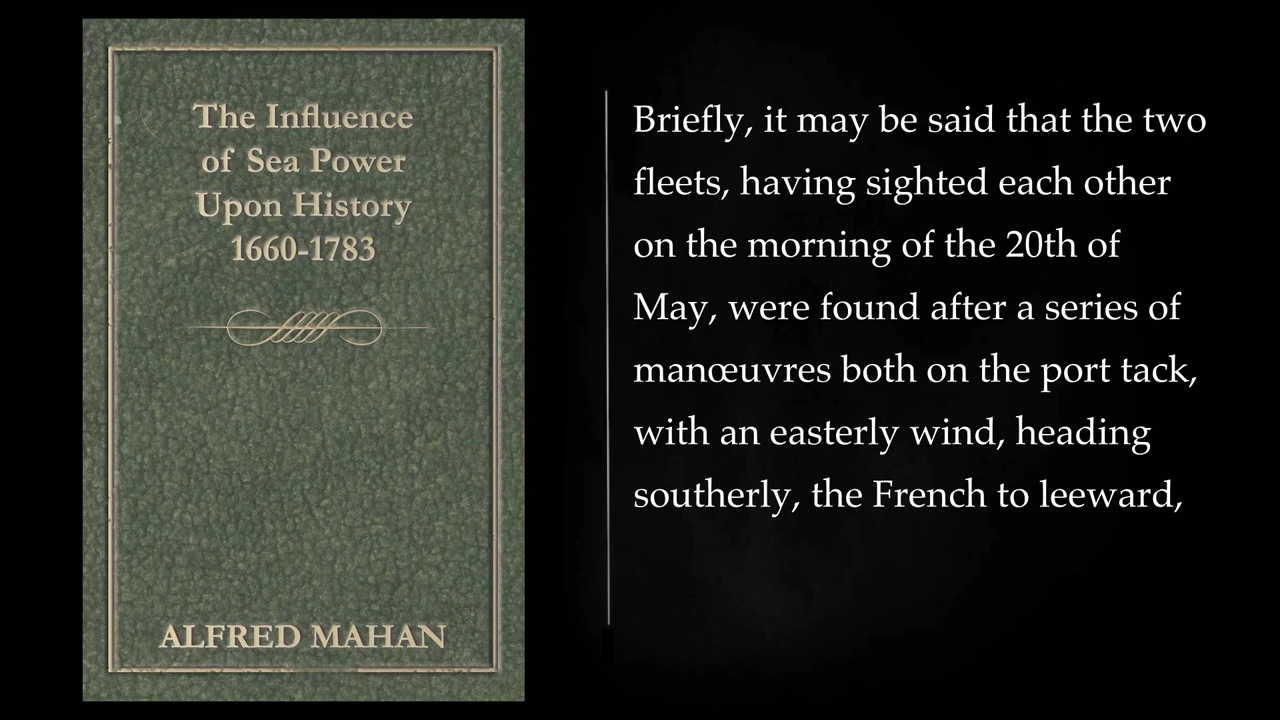 The Influence
of Sea Power
Upon History
1660-1783
ALFRED MAHAN
Briefly, it may be said that the two
fleets, having sighted each other
on the morning of the 20th of
May, were found after a series of
manœuvres both on the port tack,
with an easterly wind, heading
southerly, the French to leeward,